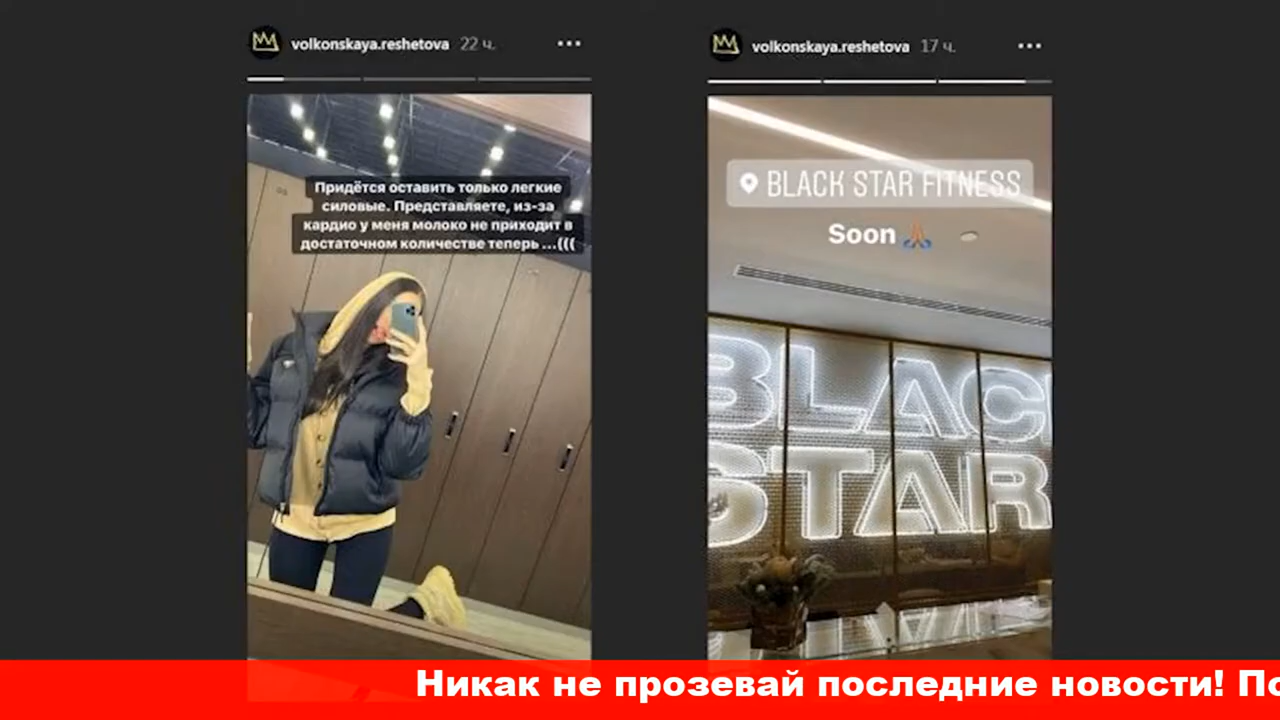 volkonskaya.reshetova 22 ч.
Придётся оставить только легкие
силовые. Представляете, из-за
кардио у меня молоко не приходит в
достаточном количестве теперь ...(((
volkonskaya.reshetova 17 ч.
BLACK STAR FITNESS
Soon 🙏🏽
BLACK
STAR
Никак не прозевай последние новости! По